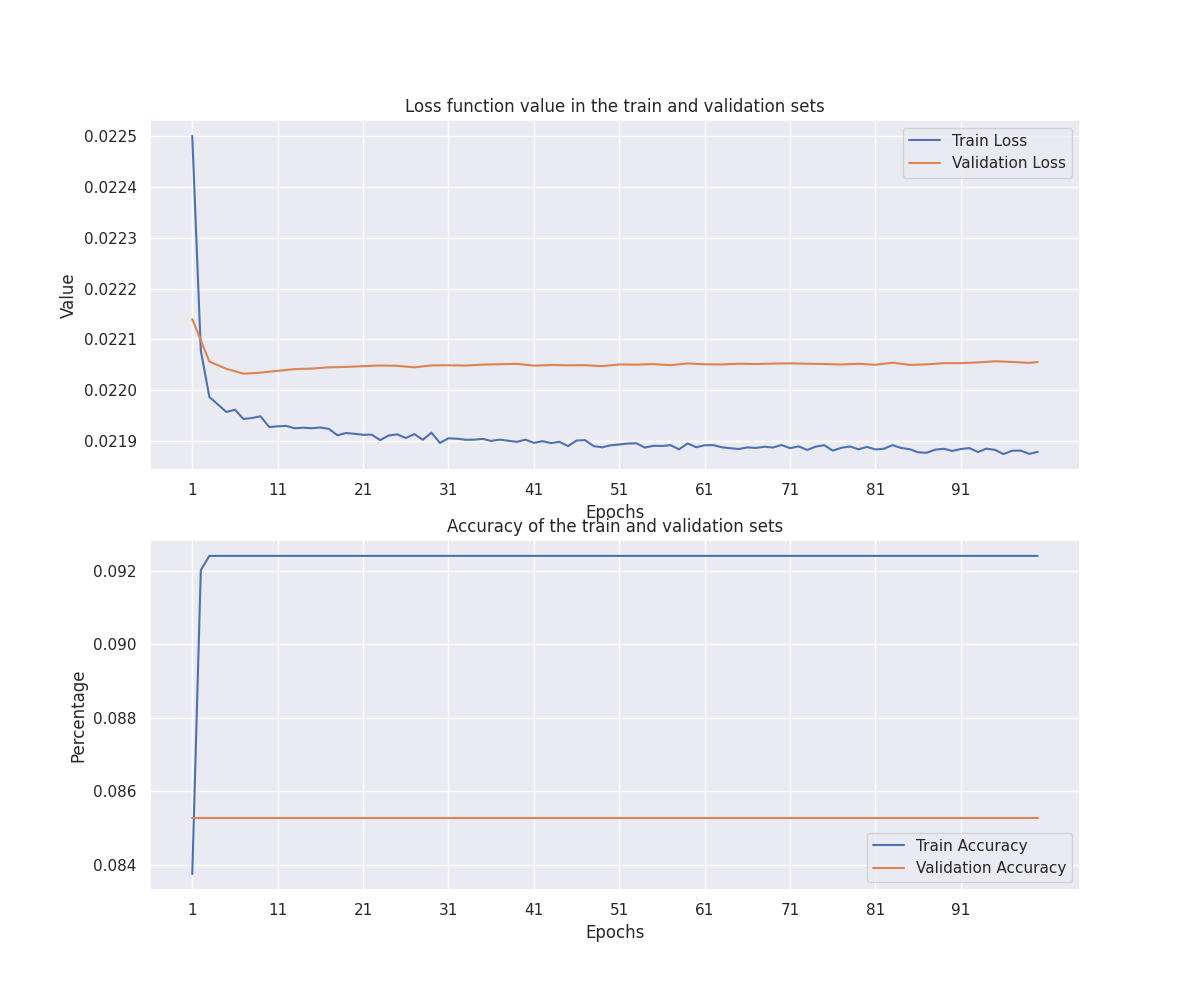 Loss function value in the train and validation sets
0.0225
0.0224
0.0223
0.0222
0.0221
0.0220
0.0219
Value
Train Loss
Validation Loss
1 11 21 31 41 51 61 71 81 91
Epochs
Accuracy of the train and validation sets
0.092
0.090
0.088
0.086
0.084
Percentage
Train Accuracy
Validation Accuracy
1 11 21 31 41 51 61 71 81 91
Epochs